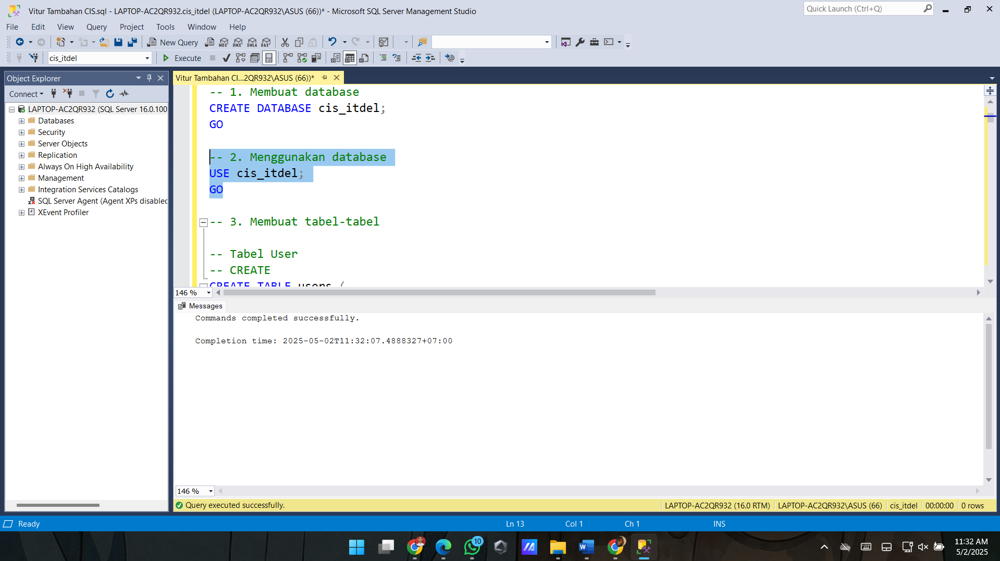 Vitur Tambahan CIS.sql - LAPTOP-AC2QR932.cis_itdel (LAPTOP-AC2QR932\ASUS (66))* - Microsoft SQL Server Management Studio
Quick Launch (Ctrl+Q)
File Edit View Query Project Tools Window Help
New Query MDX DMX XMLA DAX
cis_itdel Execute
Object Explorer
Connect
LAPTOP-AC2QR932 (SQL Server 16.0.100
Databases
Security
Server Objects
Replication
Always On High Availability
Management
Integration Services Catalogs
SQL Server Agent (Agent XPs disabled
XEvent Profiler
Vitur Tambahan CI...2QR932\ASUS (66))*
-- 1. Membuat database
CREATE DATABASE cis_itdel;
GO
-- 2. Menggunakan database
USE cis_itdel;
GO
-- 3. Membuat tabel-tabel
-- Tabel User
-- CREATE
CREATE TABLE users (
146 %
Messages
Commands completed successfully.
Completion time: 2025-05-02T11:32:07.4888327+07:00
146 %
Query executed successfully.
LAPTOP-AC2QR932 (16.0 RTM) LAPTOP-AC2QR932\ASUS (66) cis_itdel 00:00:00 0 rows
Ready Ln 13 Col 1 Ch 1 INS
10
11:32 AM
5/2/2025